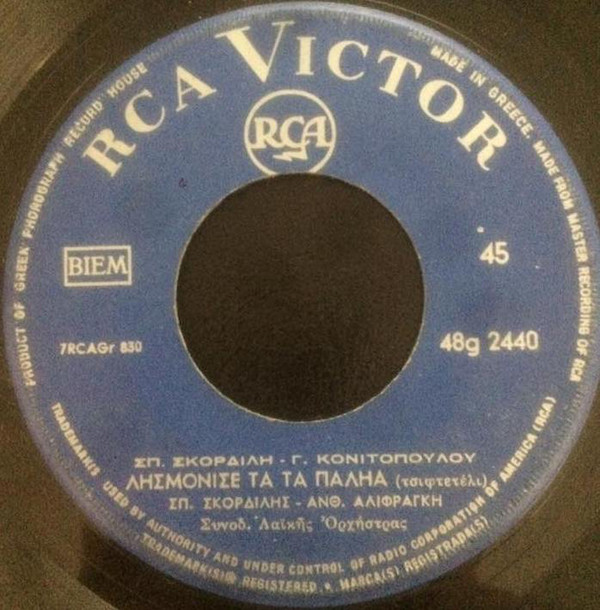 RCA VICTOR
RCA
PRODUCT OF GREEK PHONOGRAPH RECORD HOUSE
MADE IN GREECE. MADE FROM MASTER RECORDING OF RCA
BIEM
45
7RCAGr 830
48g 2440
ΣΠ. ΣΚΟΡΔΙΛΗ - Γ. ΚΟΝΙΤΟΠΟΥΛΟΥ
ΛΗΣΜΟΝΙΣΕ ΤΑ ΤΑ ΠΑΛΗΑ (τσιφτετέλι)
ΣΠ. ΣΚΟΡΔΙΛΗΣ - ΑΝΘ. ΑΛΙΦΡΑΓΚΗ
Συνοδ. Λαϊκῆς Ὀρχήστρας
TRADEMARKS USED BY AUTHORITY AND UNDER CONTROL OF RADIO CORPORATION OF AMERICA (RCA)
TRADEMARK(S)® REGISTERED • MARCA(S) REGISTRADA(S)